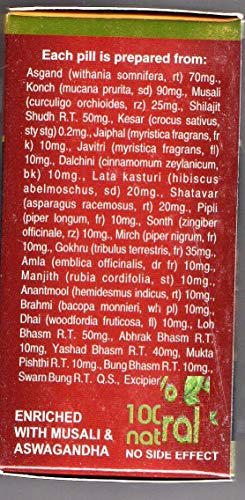 Each pill is prepared from:
Asgand (withania somnifera, rt) 70mg.,
Konch (mucana prurita, sd) 90mg., Musali
(curculigo orchioides, rz) 25mg., Shilajit
Shudh R.T. 50mg., Kesar (crocus sativus,
sty stg) 0.2mg., Jaiphal (myristica fragrans, fr
k) 10mg., Javitri (myristica fragrans, fl)
10mg., Dalchini (cinnamomum zeylanicum,
bk) 10mg., Lata kasturi (hibiscus
abelmoschus, sd) 20mg., Shatavar
(asparagus racemosus, rt) 20mg., Pipli
(piper longum, fr) 10mg., Sonth (zingiber
officinale, rz) 10mg., Mirch (piper nigrum, fr)
10mg., Gokhru (tribulus terrestris, fr) 35mg.,
Amla (emblica officinalis, dr fr) 10mg.,
Manjith (rubia cordifolia, st) 10mg.,
Anantmool (hemidesmus indicus, rt) 10mg.,
Brahmi (bacopa monnieri, wh pl) 10mg.,
Dhai (woodfordia fruticosa, fl) 10mg., Loh
Bhasm R.T. 50mg., Abhrak Bhasm R.T.
10mg., Yashad Bhasm R.T. 40mg., Mukta
Pishthi R.T. 10mg., Bung Bhasm R.T. 10mg.,
Swarn Bung R.T. Q.S., Excipien
%
100
natural
ENRICHED
WITH MUSALI &
ASWAGANDHA
NO SIDE EFFECT